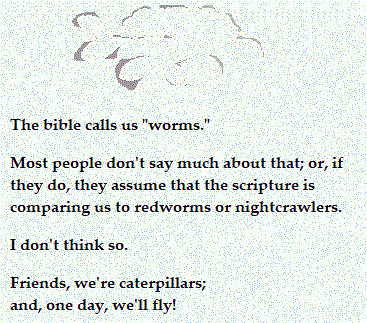 The bible calls us "worms."
Most people don't say much about that; or, if
they do, they assume that the scripture is
comparing us to redworms or nightcrawlers.
I don't think so.
Friends, we're caterpillars;
and, one day, we'll fly!